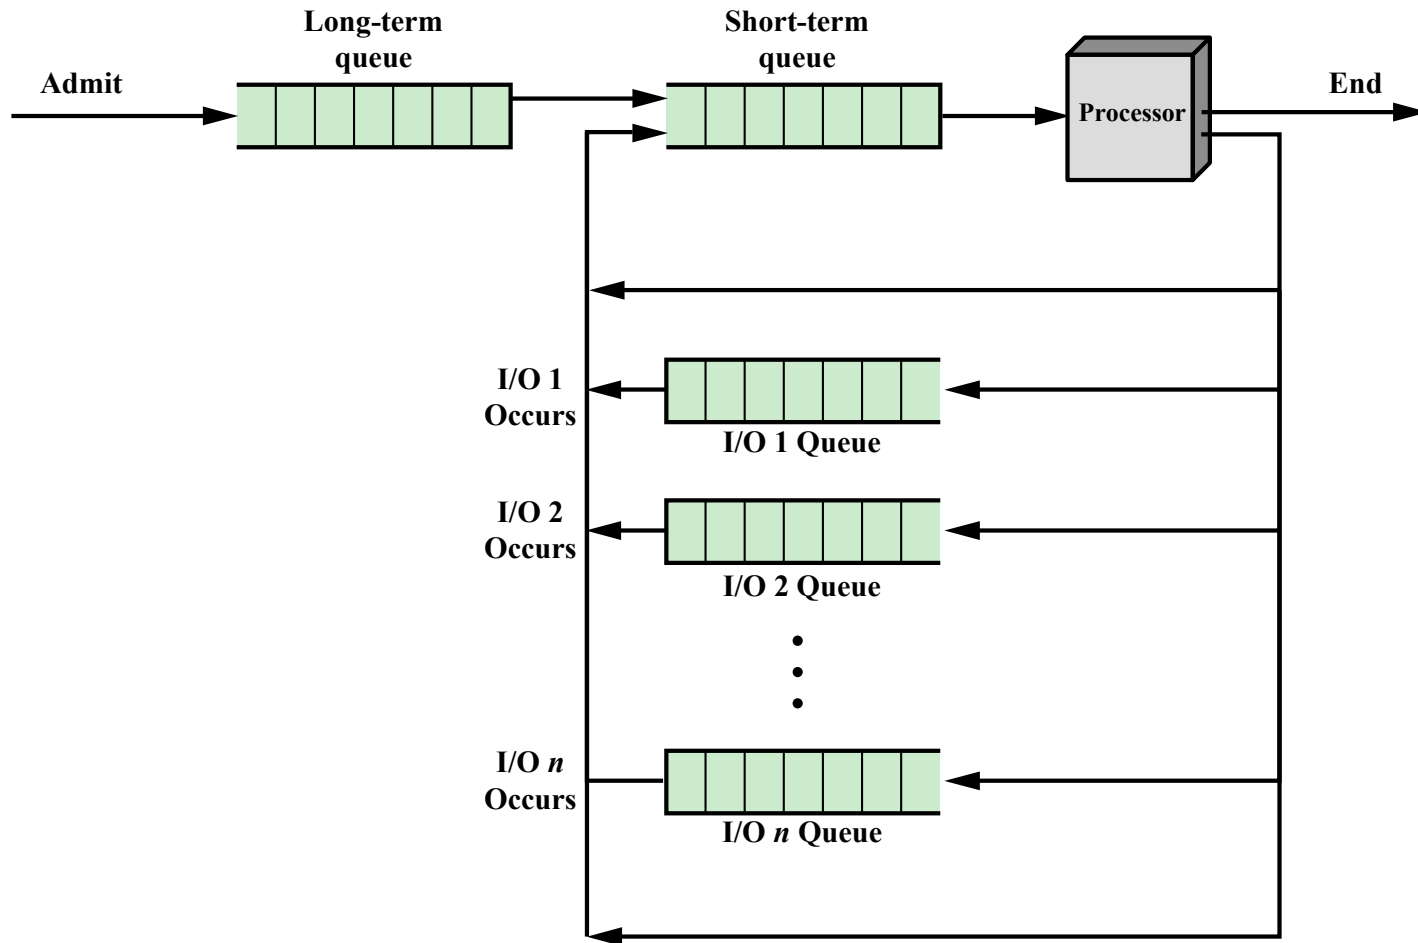 Long-term
queue
Short-term
queue
Admit
Processor
End
I/O 1
Occurs
I/O 1 Queue
I/O 2
Occurs
I/O 2 Queue
I/O n
Occurs
I/O n Queue